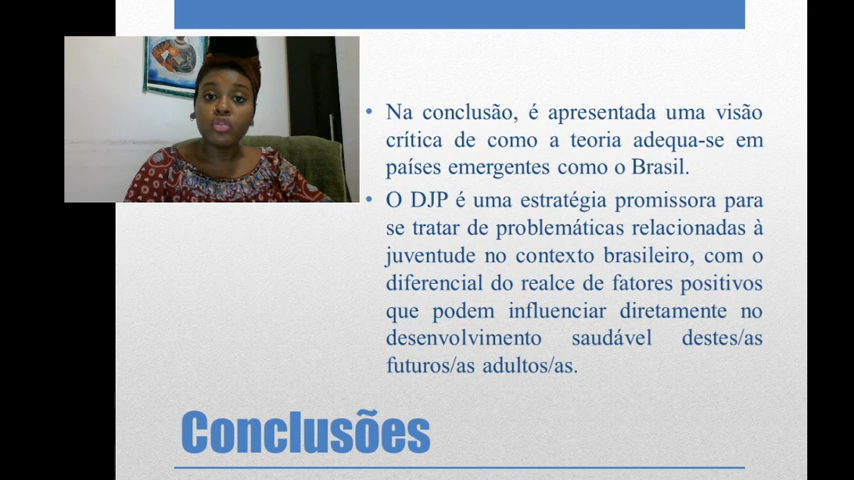 • Na conclusão, é apresentada uma visão
crítica de como a teoria adequa-se em
países emergentes como o Brasil.
• O DJP é uma estratégia promissora para
se tratar de problemáticas relacionadas à
juventude no contexto brasileiro, com o
diferencial do realce de fatores positivos
que podem influenciar diretamente no
desenvolvimento saudável destes/as
futuros/as adultos/as.
Conclusões